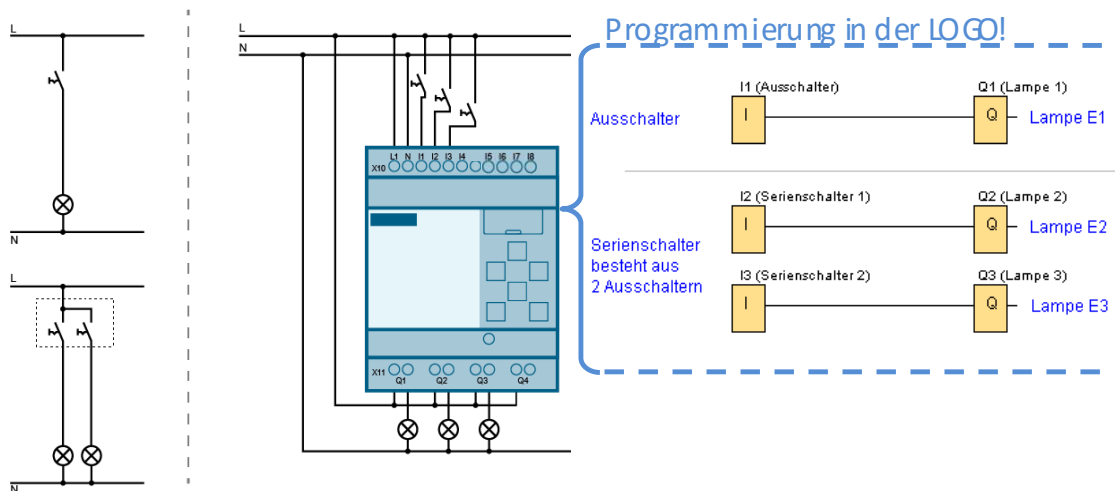 L
N
L
N
L
N
L1 N I1 I2 I3 I4 I5 I6 I7 I8
X10
X11
Q1 Q2 Q3 Q4
Programmierung in der LOGO!
I1 (Ausschalter) Q1 (Lampe 1)
Ausschalter I Q Lampe E1
I2 (Serienschalter 1) Q2 (Lampe 2)
I Q Lampe E2
Serienschalter
besteht aus
2 Ausschaltern
I3 (Serienschalter 2) Q3 (Lampe 3)
I Q Lampe E3